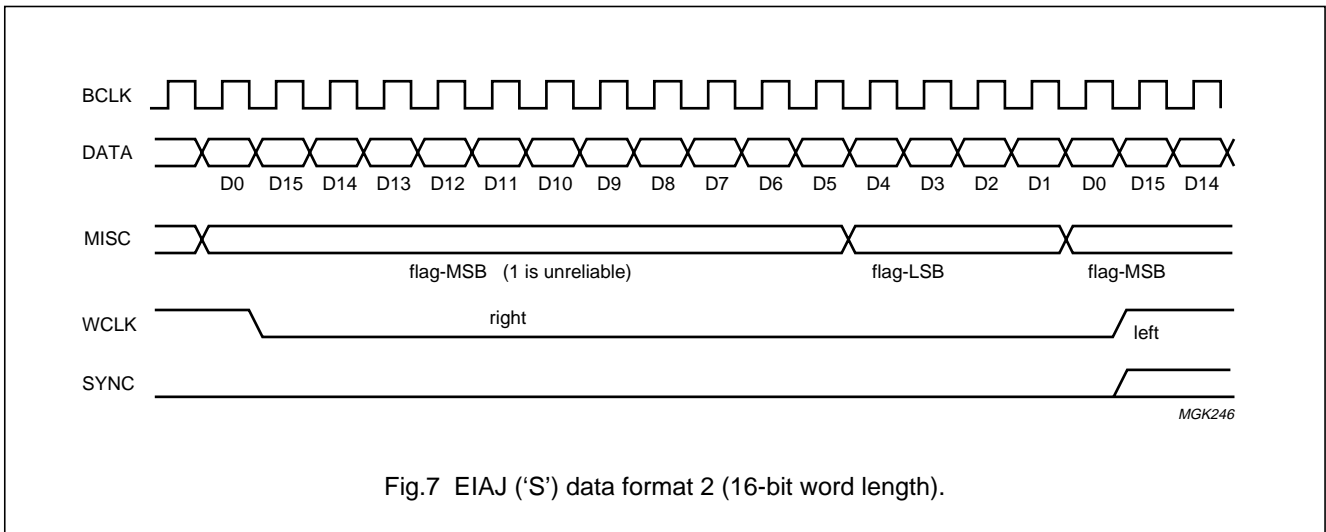 BCLK
DATA
D0 D15 D14 D13 D12 D11 D10 D9 D8 D7 D6 D5 D4 D3 D2 D1 D0 D15 D14
MISC
flag-MSB (1 is unreliable) flag-LSB flag-MSB
WCLK right left
SYNC
MGK246
Fig.7 EIAJ (‘S’) data format 2 (16-bit word length).